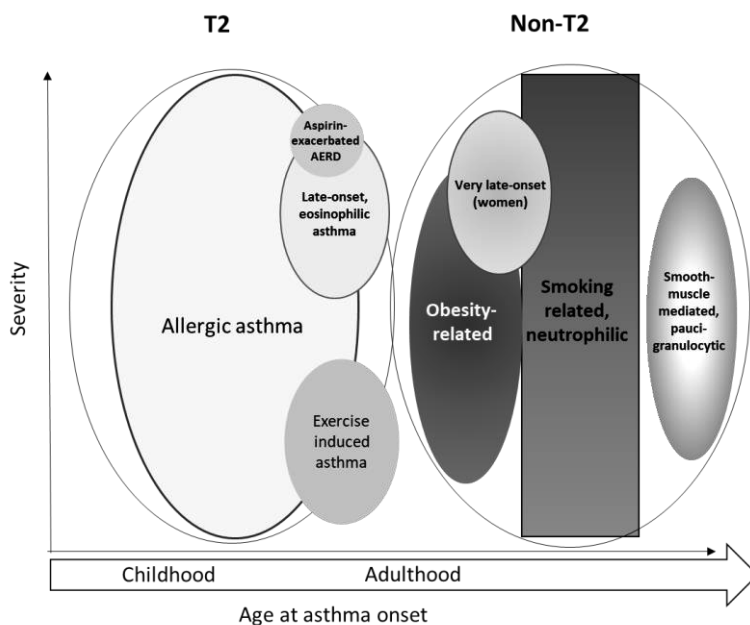 T2
Non-T2
Severity
Aspirin-
exacerbated
AERD
Late-onset,
eosinophilic
asthma
Allergic asthma
Exercise
induced
asthma
Very late-onset
(women)
Obesity-
related
Smoking
related,
neutrophilic
Smooth-
muscle
mediated,
pauci-
granulocytic
Childhood
Adulthood
Age at asthma onset